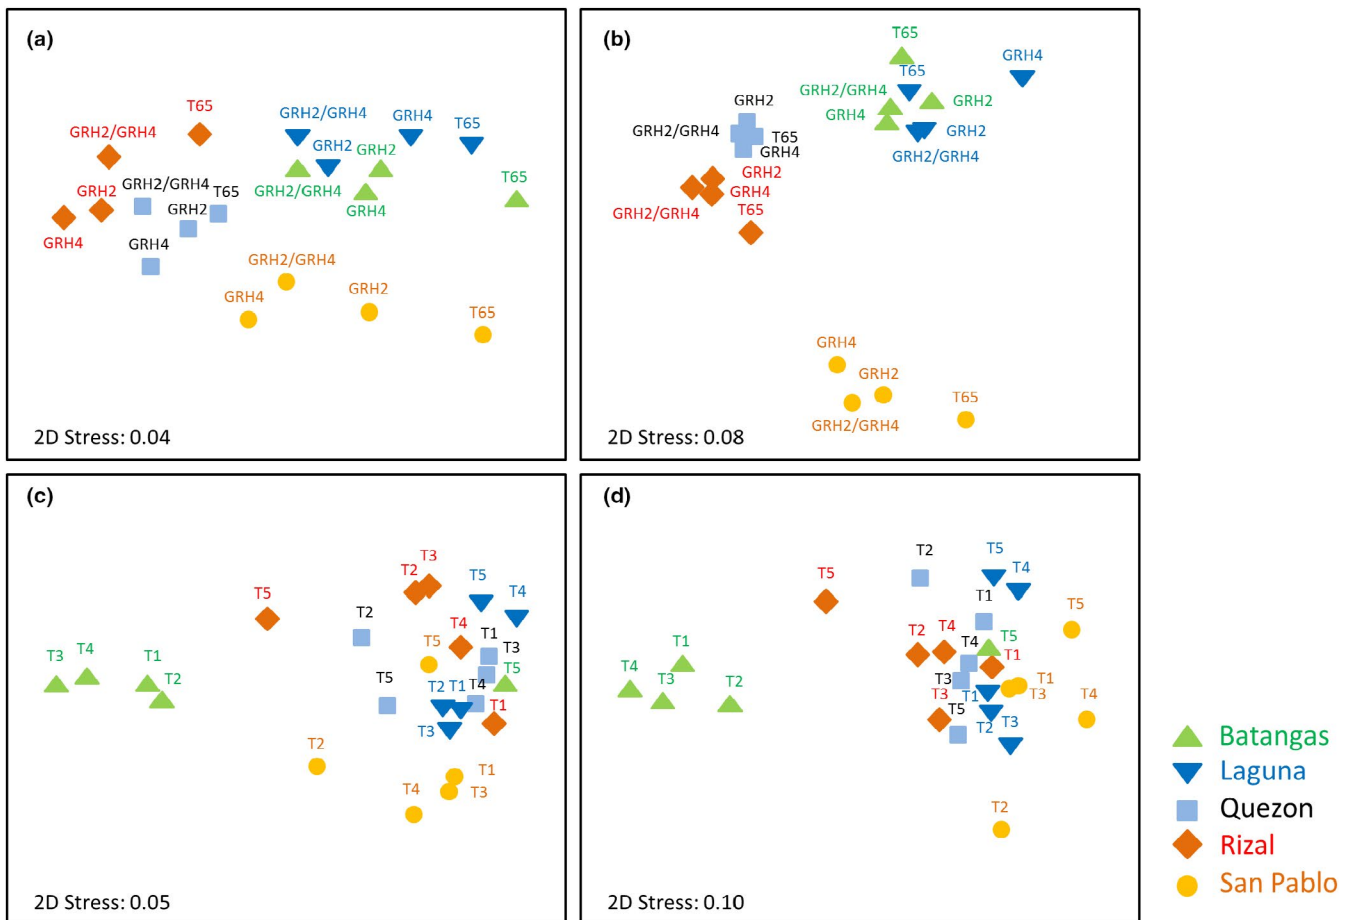 (a)
T65
GRH2/GRH4
GRH2/GRH4
GRH4
T65
GRH2
GRH2
GRH2/GRH4
T65
GRH2
GRH2/GRH4
T65
GRH4
GRH2
GRH4
GRH4
GRH2/GRH4
GRH4
GRH2
T65
2D Stress: 0.04
(b)
T65
GRH4
T65
GRH2/GRH4
GRH2
GRH2
GRH4
GRH2/GRH4
T65
GRH2
GRH4
GRH2/GRH4
GRH2
GRH4
GRH2/GRH4
T65
GRH4
GRH2
T65
GRH2/GRH4
2D Stress: 0.08
(c)
T3
T2
T5
T5
T4
T2
T4
T1
T3
T5
T3
T4
T1
T2
T5
T5
T2
T1
T4
T1
T3
T2
T1
T4
T3
2D Stress: 0.05
(d)
T2
T5
T4
T5
T1
T5
T2
T4
T5
T4
T1
T1
T4
T3
T2
T3
T1
T1
T3
T3
T4
T5
T2
T3
T2
2D Stress: 0.10
Batangas
Laguna
Quezon
Rizal
San Pablo